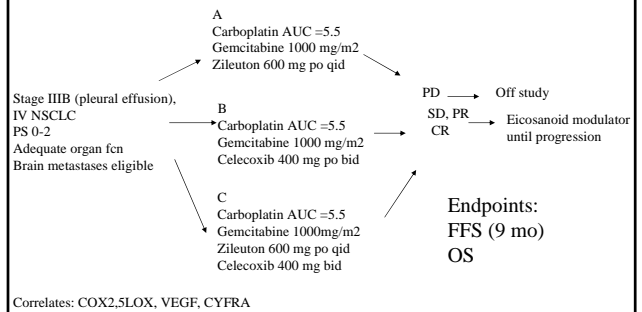 A
Carboplatin AUC =5.5
Gemcitabine 1000 mg/m2
Zileuton 600 mg po qid
Stage IIIB (pleural effusion),
IV NSCLC
PS 0-2
Adequate organ fcn
Brain metastases eligible
B
Carboplatin AUC =5.5
Gemcitabine 1000 mg/m2
Celecoxib 400 mg po bid
C
Carboplatin AUC =5.5
Gemcitabine 1000mg/m2
Zileuton 600 mg po qid
Celecoxib 400 mg bid
PD
Off study
SD, PR
CR
Eicosanoid modulator
until progression
Endpoints:
FFS (9 mo)
OS
Correlates: COX2,5LOX, VEGF, CYFRA